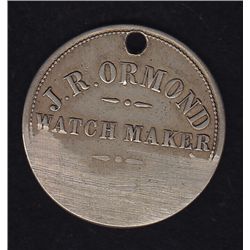 J. R. ORMOND
WATCH MAKER